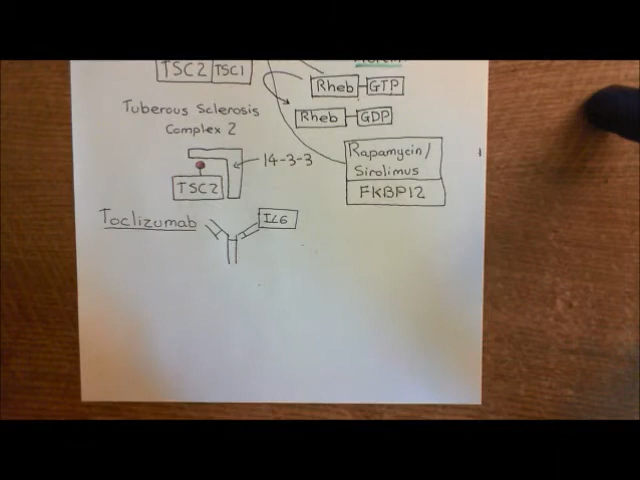 TSC2 TSC1
Rheb GTP
Rheb GDP
Tuberous Sclerosis
Complex 2
14-3-3
TSC2
Rapamycin/
Sirolimus
FKBP12
Toclizumab
IL6